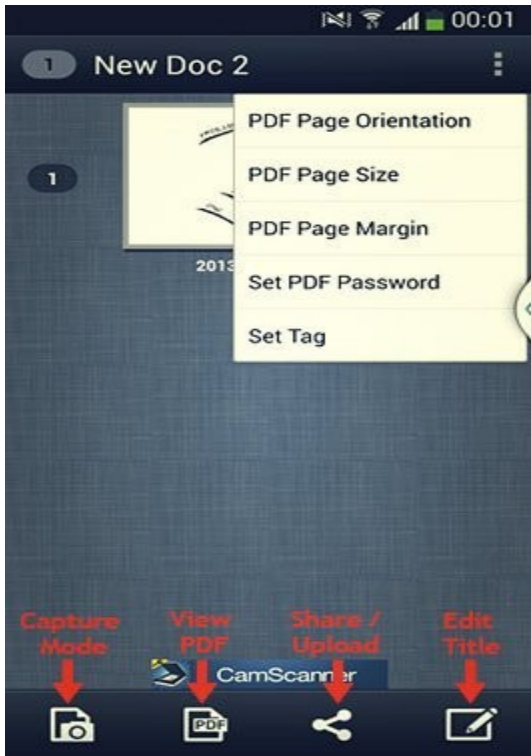 00:01
1 New Doc 2
PDF Page Orientation
PDF Page Size
1
PDF Page Margin
2013
Set PDF Password
Set Tag
Capture Mode
View PDF
Share / Upload
Edit Title
CamScanner
PDF